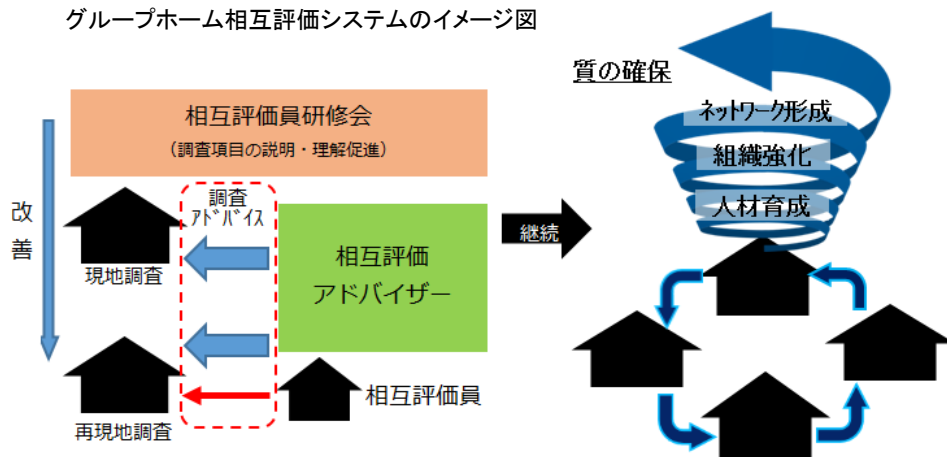 グループホーム相互評価システムのイメージ図
相互評価員研修会
（調査項目の説明・理解促進）
改
善
調査
ｱﾄﾞﾊﾞｲｽ
現地調査
相互評価
アドバイザー
再現地調査
相互評価員
継続
質の確保
ネットワーク形成
組織強化
人材育成